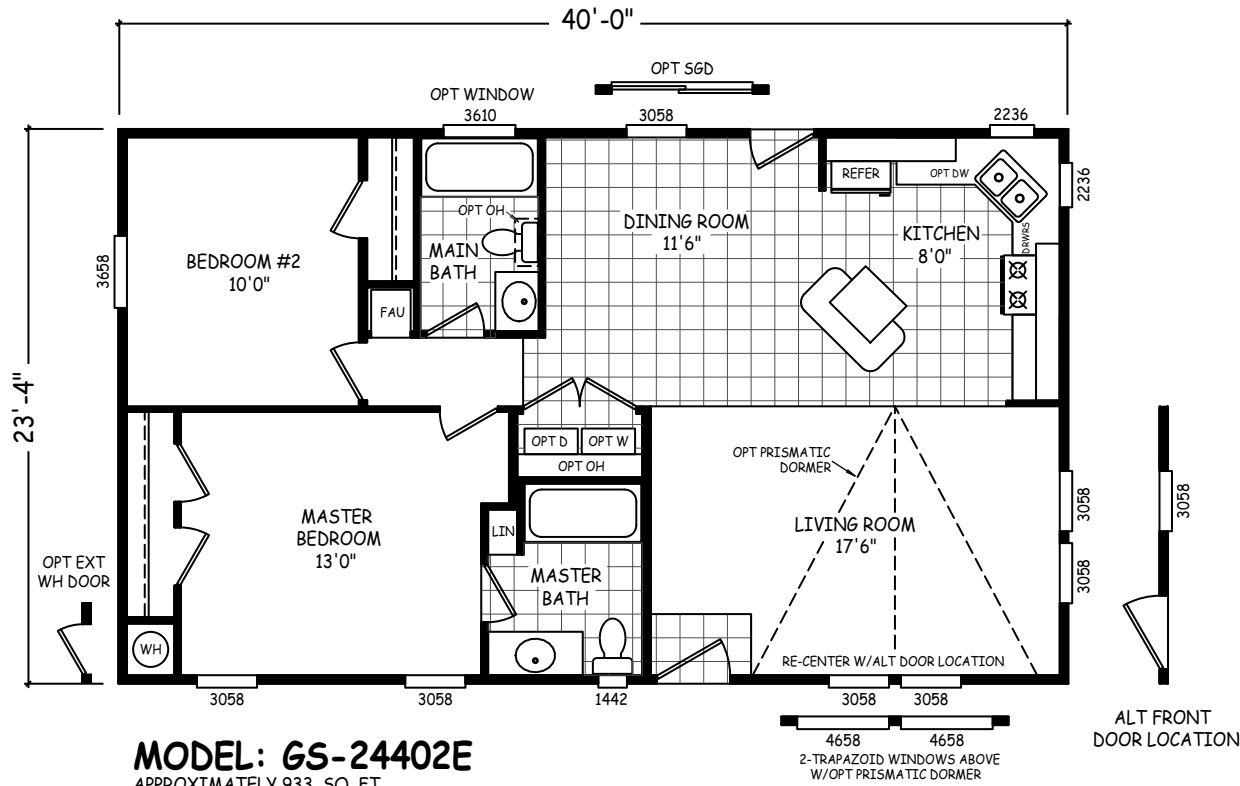 40'-0"
OPT SGD
OPT WINDOW
3610
3058
2236
REFER
OPT DW
2236
OPT OH
DINING ROOM
11'6"
KITCHEN
8'0"
DRWRS
MAIN
BATH
BEDROOM #2
10'0"
3658
FAU
23'-4"
OPT D
OPT W
OPT OH
OPT PRISMATIC
DORMER
3058
3058
3058
LIN
MASTER
BEDROOM
13'0"
LIVING ROOM
17'6"
OPT EXT
WH DOOR
MASTER
BATH
WH
RE-CENTER W/ALT DOOR LOCATION
3058
3058
1442
3058
3058
ALT FRONT
DOOR LOCATION
4658
4658
2-TRAPAZOID WINDOWS ABOVE
W/OPT PRISMATIC DORMER
MODEL: GS-24402E
APPROXIMATELY 933 SQ. FT.